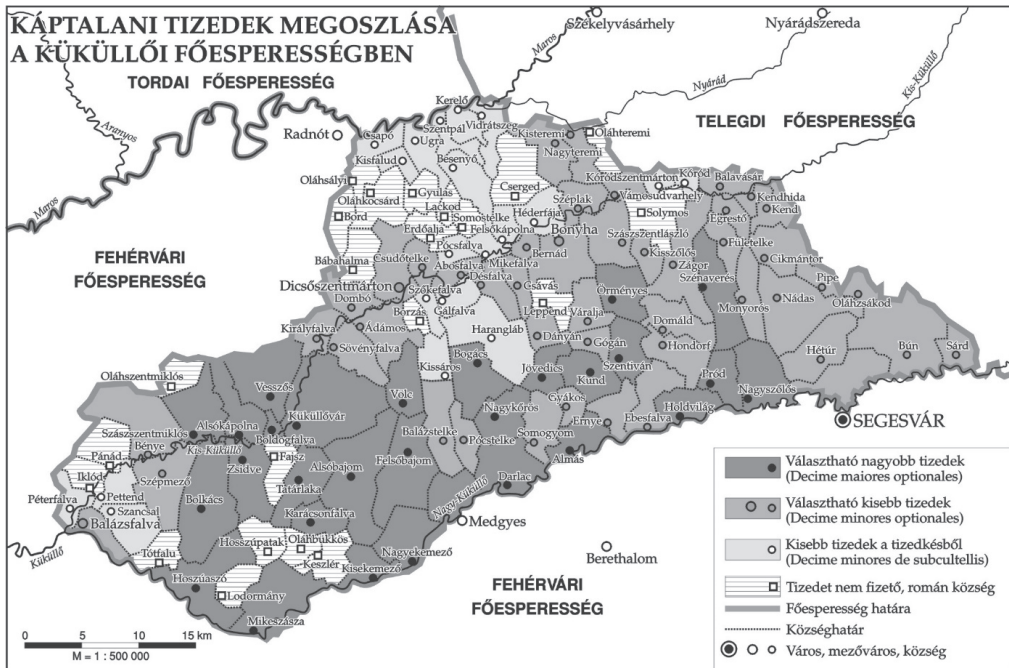 KÁPTALANI TIZEDEK MEGOSZLÁSA
A KÜKÜLLŐI FŐESPERESSÉGBEN
TORDAI FŐESPERESSÉG
TELEGDI FŐESPERESSÉG
FEHÉRVÁRI
FŐESPERESSÉG
FEHÉRVÁRI
FŐESPERESSÉG
Székelyvásárhely
Nyárádszereda
Maros
Nyárád
Kis-Küküllő
Aranyos
Radnót
Maros
Kerelő
Szentpál
Vidrátszeg
Csapó
Ugra
Kisteremi
Oláhteremi
Nagyteremi
Kisfalud
Bésenyő
Oláhsályi
Oláhkocsárd
Gyulás
Cserged
Kóródszentmárton
Kóród
Balavásár
Vámosudvarhely
Kendhida
Kend
Lackod
Széplak
Bord
Somostelke
Héderfája
Solymos
Egrestő
Erdőalja
Felsőkápolna
Bonyha
Szászszentlászló
Fületelke
Pócsfalva
Bernád
Kisszőlős
Bábahalma
Csüdőtelke
Mikefalva
Zágor
Cikmántor
Ábosfalva
Désfalva
Szénaverés
Dicsőszentmárton
Csávás
Pipe
Szőkefalva
Örményes
Nádas
Oláhzsákod
Dombó
Gálfalva
Leppend
Monyorós
Borzás
Váralja
Királyfalva
Ádámos
Harangláb
Dányán
Domáld
Sövényfalva
Gógán
Hondorf
Bogács
Szentiván
Hétúr
Bún
Sárd
Kissáros
Jövedics
Kund
Pród
Oláhszentmiklós
Vesszős
Nagyszőlős
Völc
Gyákos
Nagykőrös
Holdvilág
Küküllővár
Ernye
Ebesfalva
SEGESVÁR
Szászszentmiklós
Alsókápolna
Boldogfalva
Balázstelke
Pócstelke
Somogyom
Bénye
Kis-Küküllő
Fajsz
Almás
Pánád
Zsidve
Felsőbajom
Iklód
Szépmező
Alsóbajom
Tatárlaka
Darlac
Péterfalva
Pettend
Bolkács
Szancsal
Karácsonfalva
Nagy-Küküllő
Medgyes
Balázsfalva
Hosszúpatak
Oláhbükkös
Berethalom
Tótfalu
Keszlér
Nagyekemező
Küküllő
Kisekemező
Hoszúaszó
Lodormány
Mikeszásza
Választható nagyobb tizedek
(Decime maiores optionales)
Választható kisebb tizedek
(Decime minores optionales)
Kisebb tizedek a tizedkésből
(Decime minores de subcultellis)
Tizedet nem fizető, román község
Főesperesség határa
Községhatár
Város, mezőváros, község
0 5 10 15 km
M = 1 : 500 000